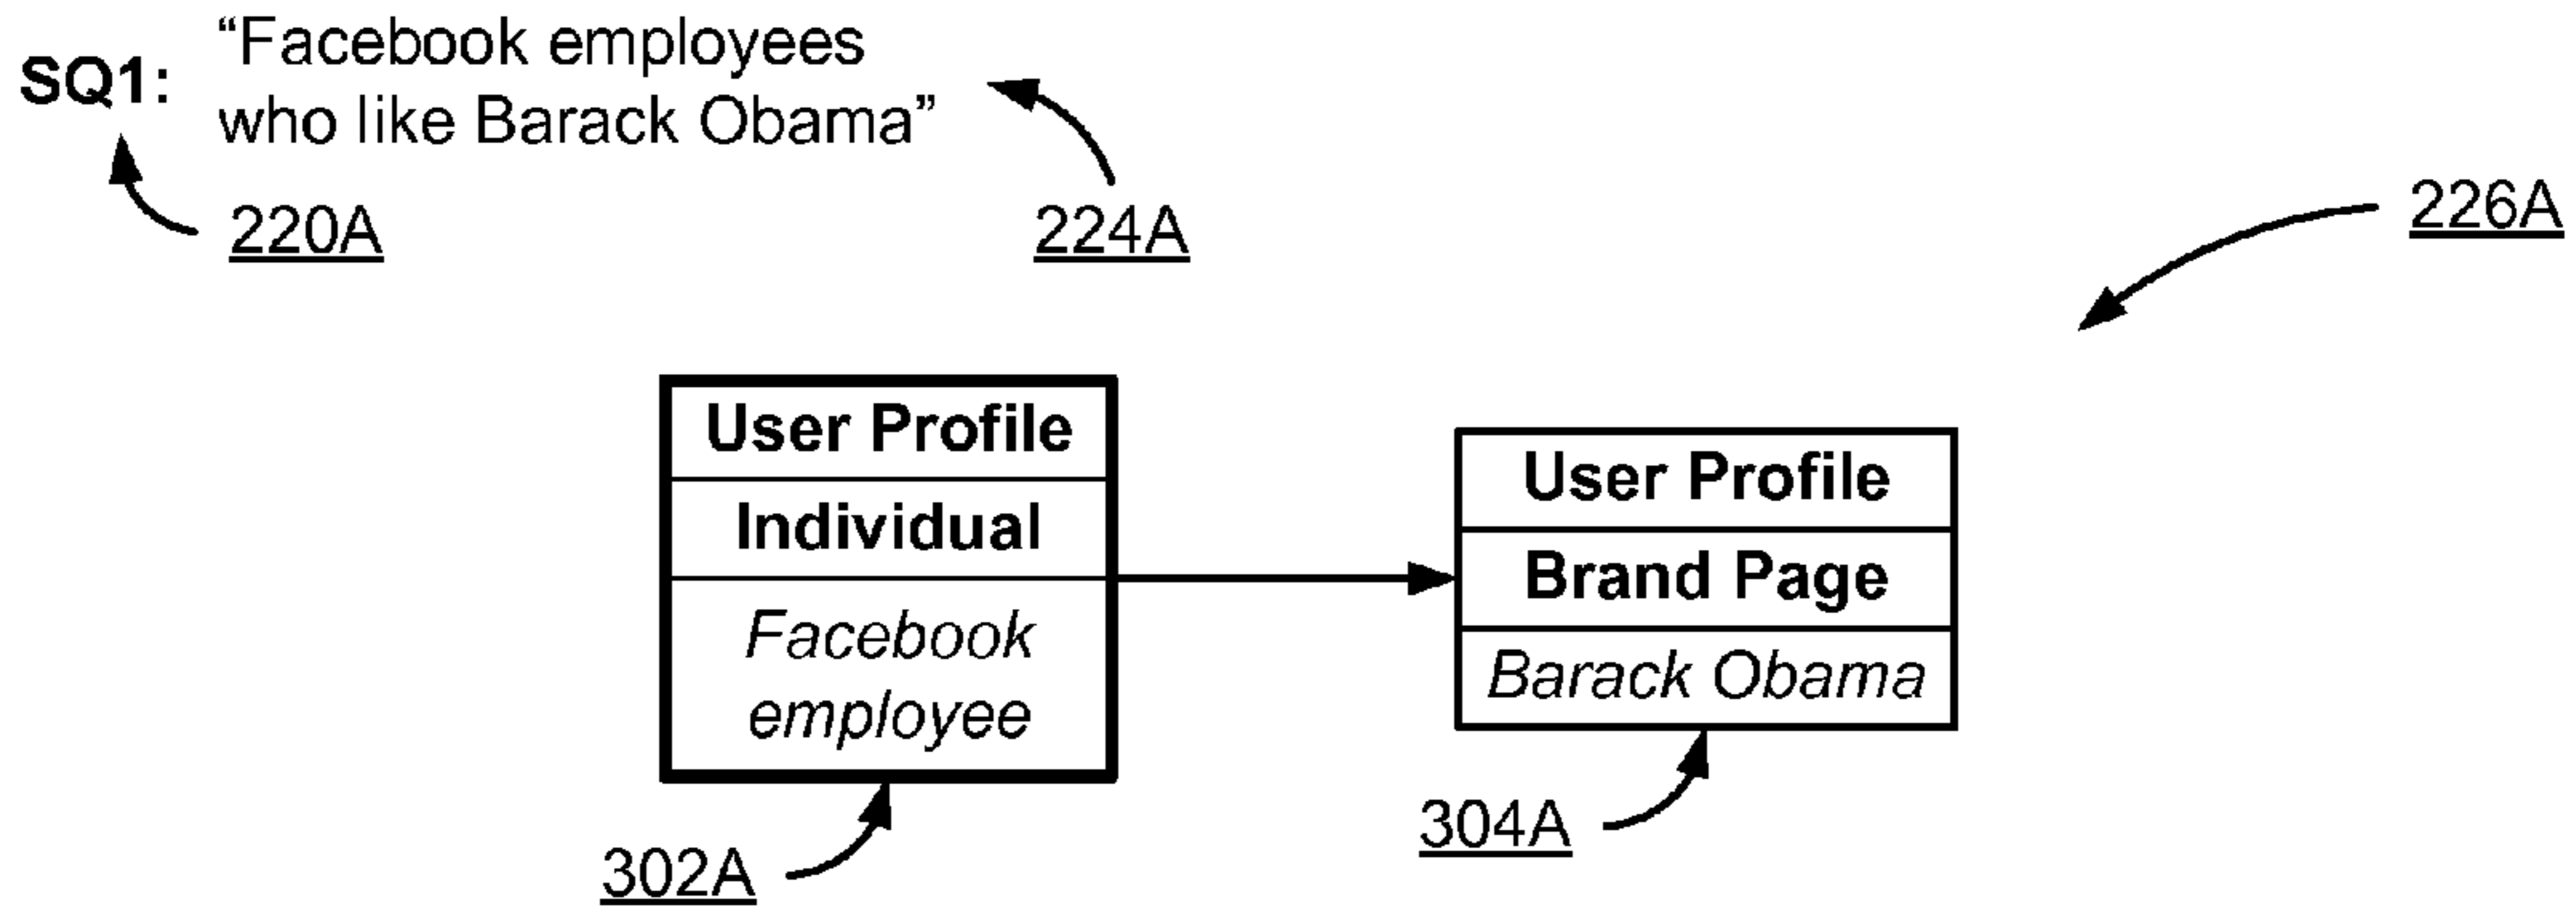 SQ1: “Facebook employees
who like Barack Obama”
220A
224A
226A
User Profile
Individual
Facebook
employee
302A
User Profile
Brand Page
Barack Obama
304A